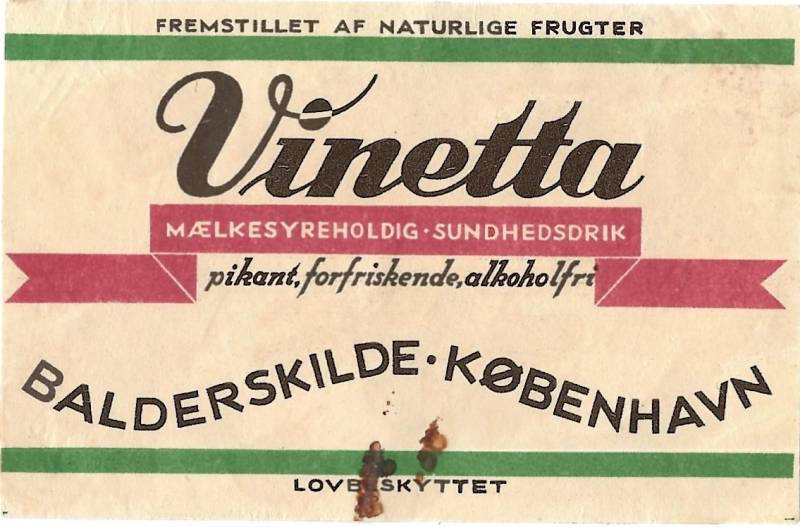 FREMSTILLET AF NATURLIGE FRUGTER
Vinetta
MÆLKESYREHOLDIG · SUNDHEDSDRIK
pikant, forfriskende, alkoholfri
BALDERSKILDE · KØBENHAVN
LOVBESKYTTET